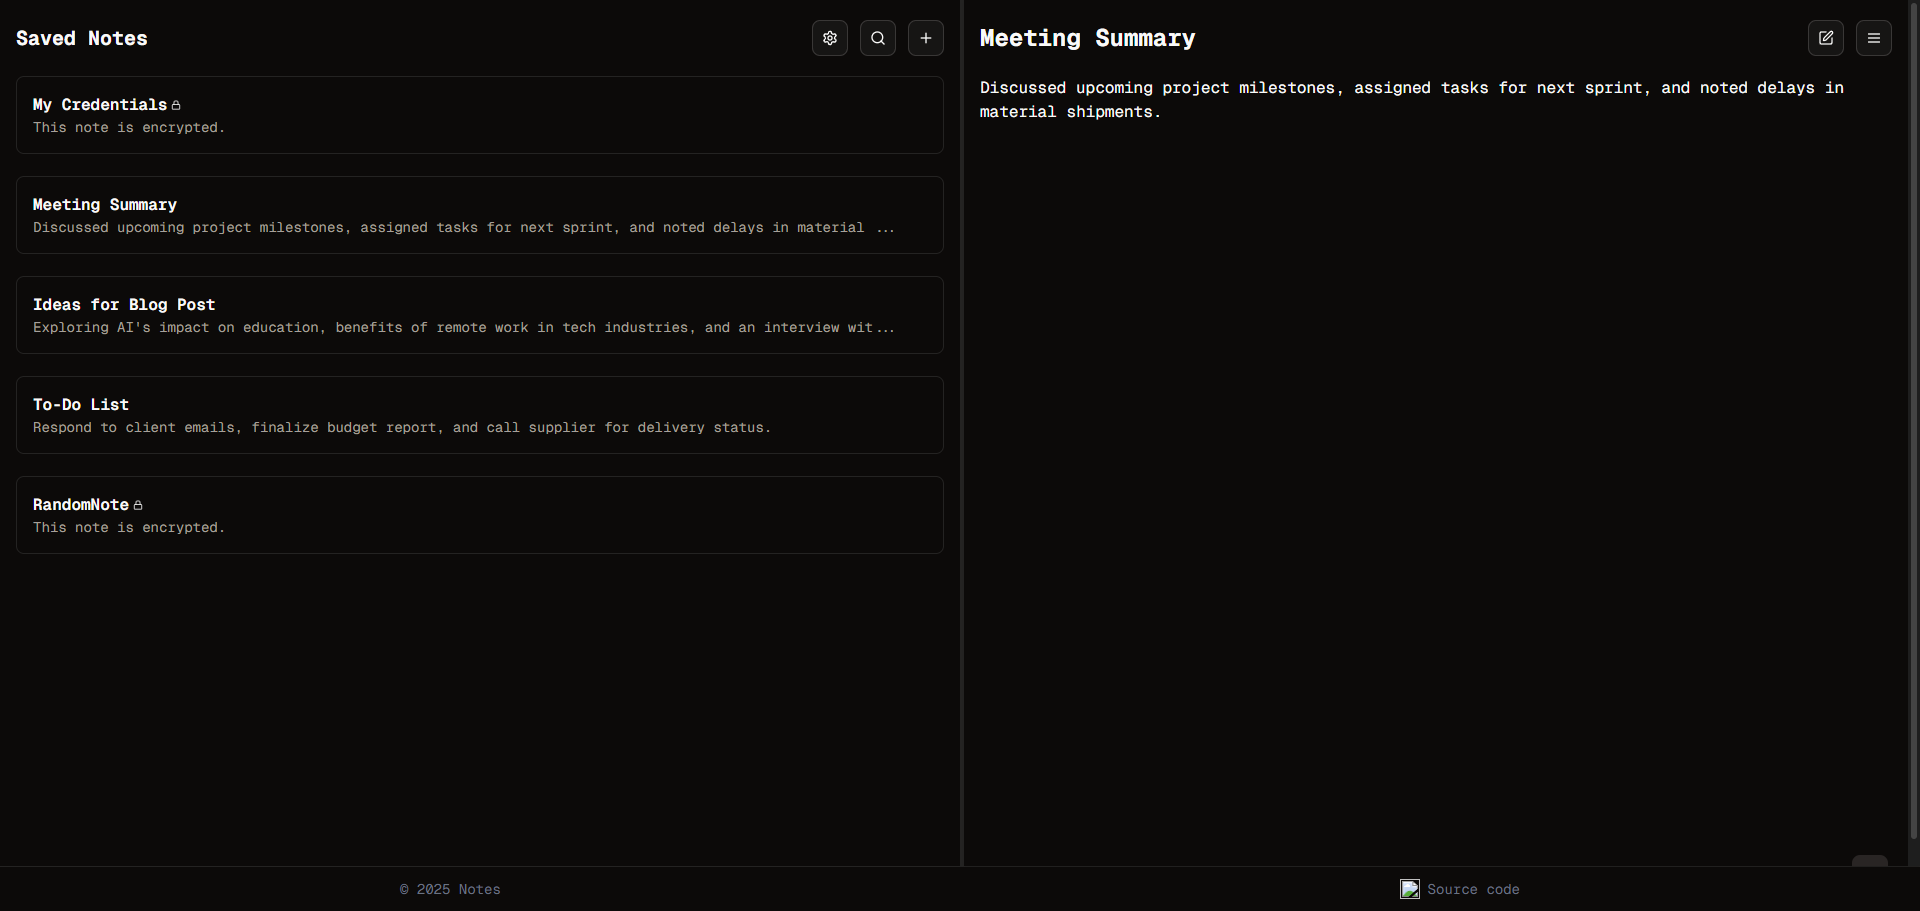 Saved Notes
My Credentials
This note is encrypted.
Meeting Summary
Discussed upcoming project milestones, assigned tasks for next sprint, and noted delays in material ...
Ideas for Blog Post
Exploring AI's impact on education, benefits of remote work in tech industries, and an interview wit...
To-Do List
Respond to client emails, finalize budget report, and call supplier for delivery status.
RandomNote
This note is encrypted.
Meeting Summary
Discussed upcoming project milestones, assigned tasks for next sprint, and noted delays in
material shipments.
© 2025 Notes
Source code